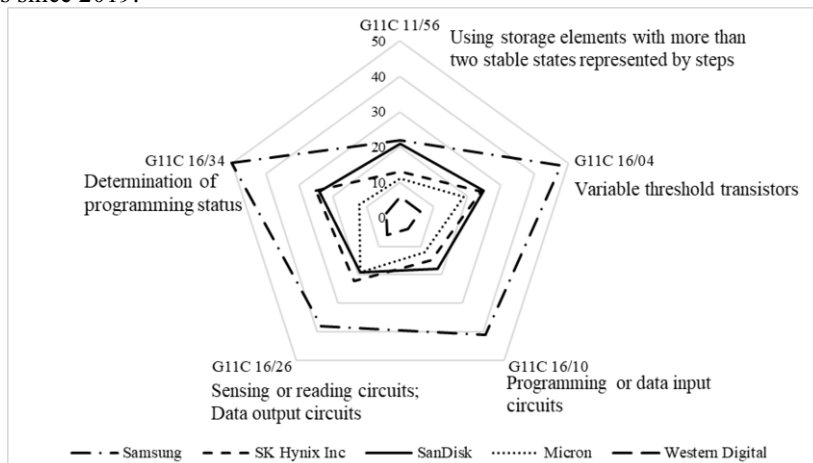 s since 2019.
G11C 11/56
Using storage elements with more than
two stable states represented by steps
50
40
30
20
10
0
G11C 16/34
Determination of
programming status
G11C 16/04
Variable threshold transistors
G11C 16/26
Sensing or reading circuits;
Data output circuits
G11C 16/10
Programming or data input
circuits
Samsung SK Hynix Inc SanDisk Micron Western Digital